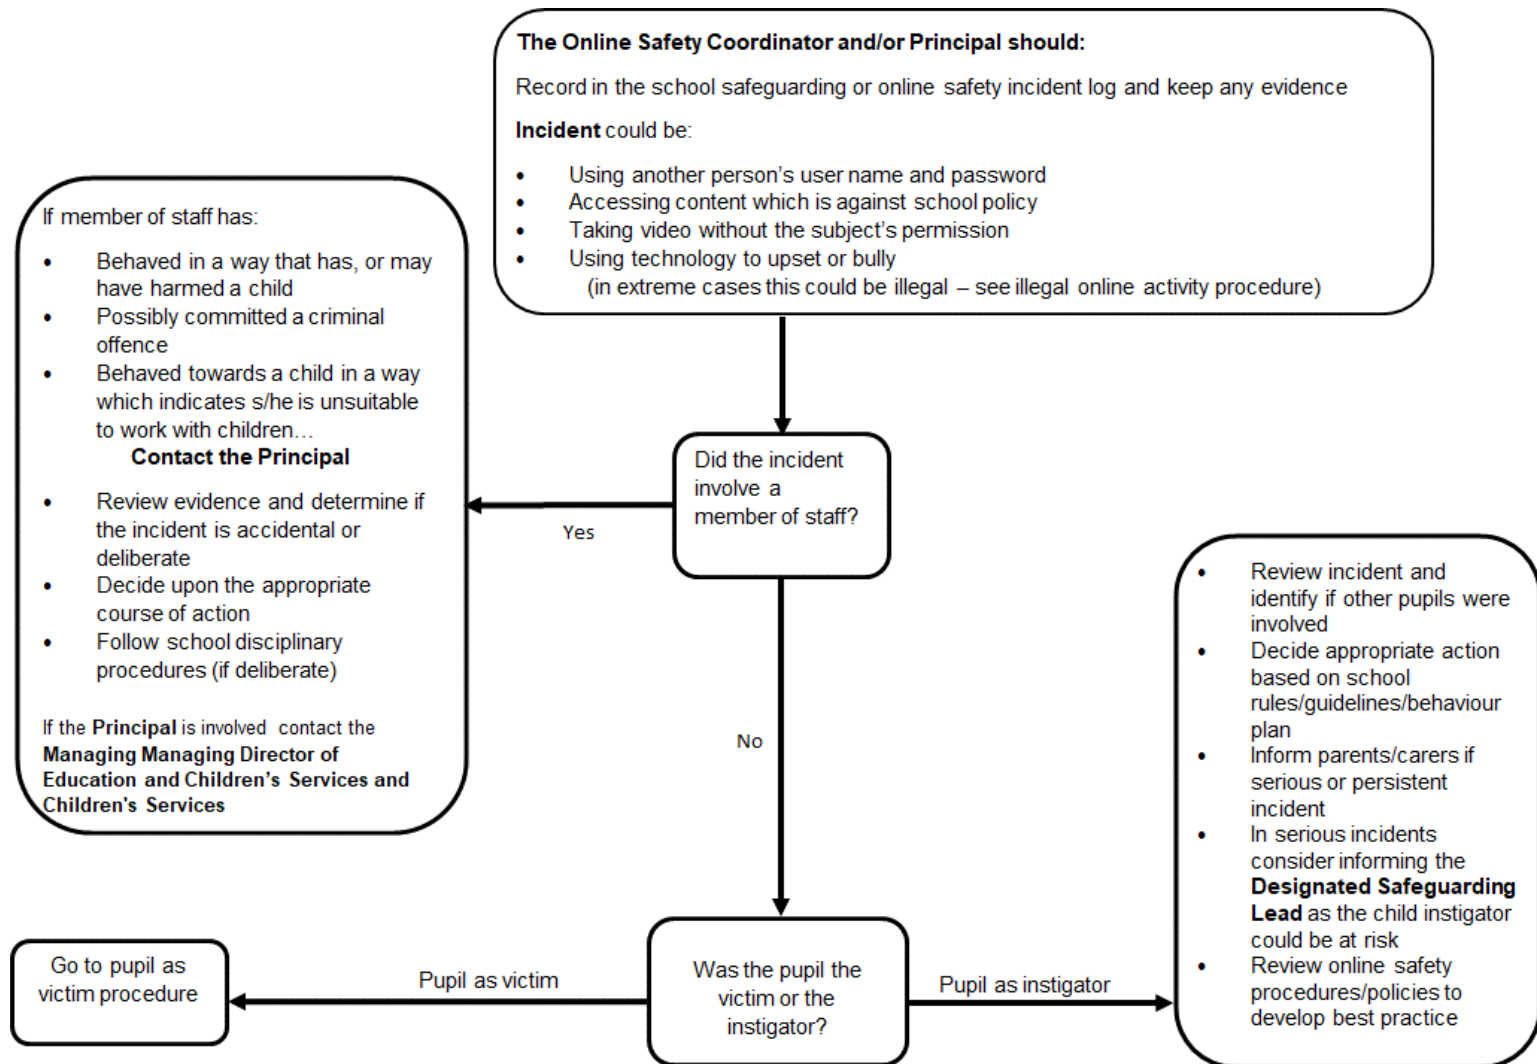 The Online Safety Coordinator and/or Principal should:
Record in the school safeguarding or online safety incident log and keep any evidence
Incident could be:
• Using another person's user name and password
• Accessing content which is against school policy
• Taking video without the subject's permission
• Using technology to upset or bully
(in extreme cases this could be illegal – see illegal online activity procedure)
If member of staff has:
• Behaved in a way that has, or may
have harmed a child
• Possibly committed a criminal
offence
• Behaved towards a child in a way
which indicates s/he is unsuitable
to work with children…
Contact the Principal
• Review evidence and determine if
the incident is accidental or
deliberate
• Decide upon the appropriate
course of action
• Follow school disciplinary
procedures (if deliberate)
If the Principal is involved contact the
Managing Managing Director of
Education and Children's Services and
Children's Services
Did the incident
involve a
member of staff?
Yes
No
• Review incident and
identify if other pupils were
involved
• Decide appropriate action
based on school
rules/guidelines/behaviour
plan
• Inform parents/carers if
serious or persistent
incident
• In serious incidents
consider informing the
Designated Safeguarding
Lead as the child instigator
could be at risk
• Review online safety
procedures/policies to
develop best practice
Was the pupil the
victim or the
instigator?
Pupil as victim
Pupil as instigator
Go to pupil as
victim procedure